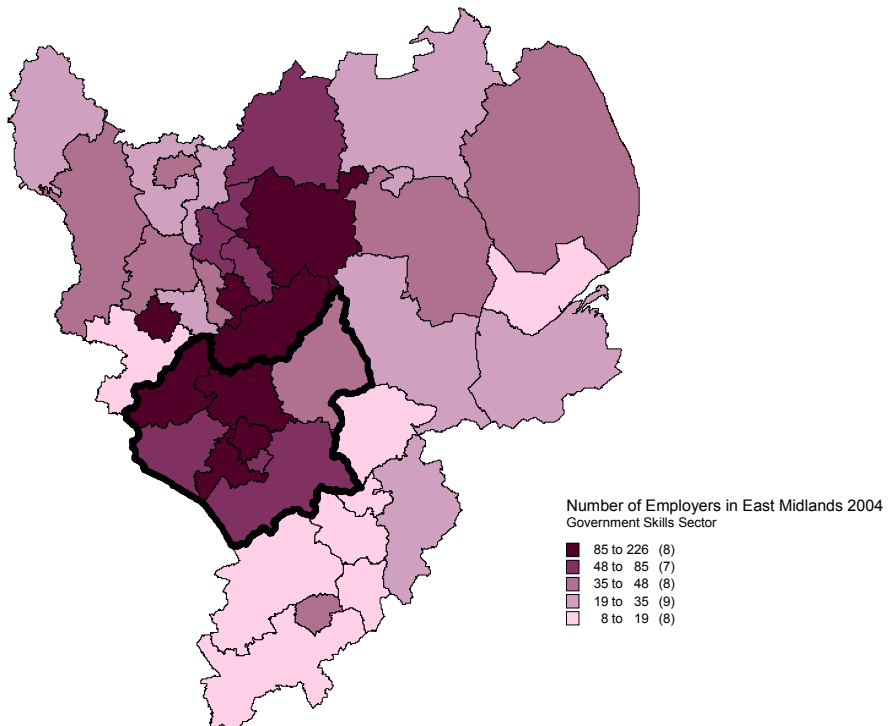 Number of Employers in East Midlands 2004
Government Skills Sector
85 to 226 (8)
48 to 85 (7)
35 to 48 (8)
19 to 35 (9)
8 to 19 (8)